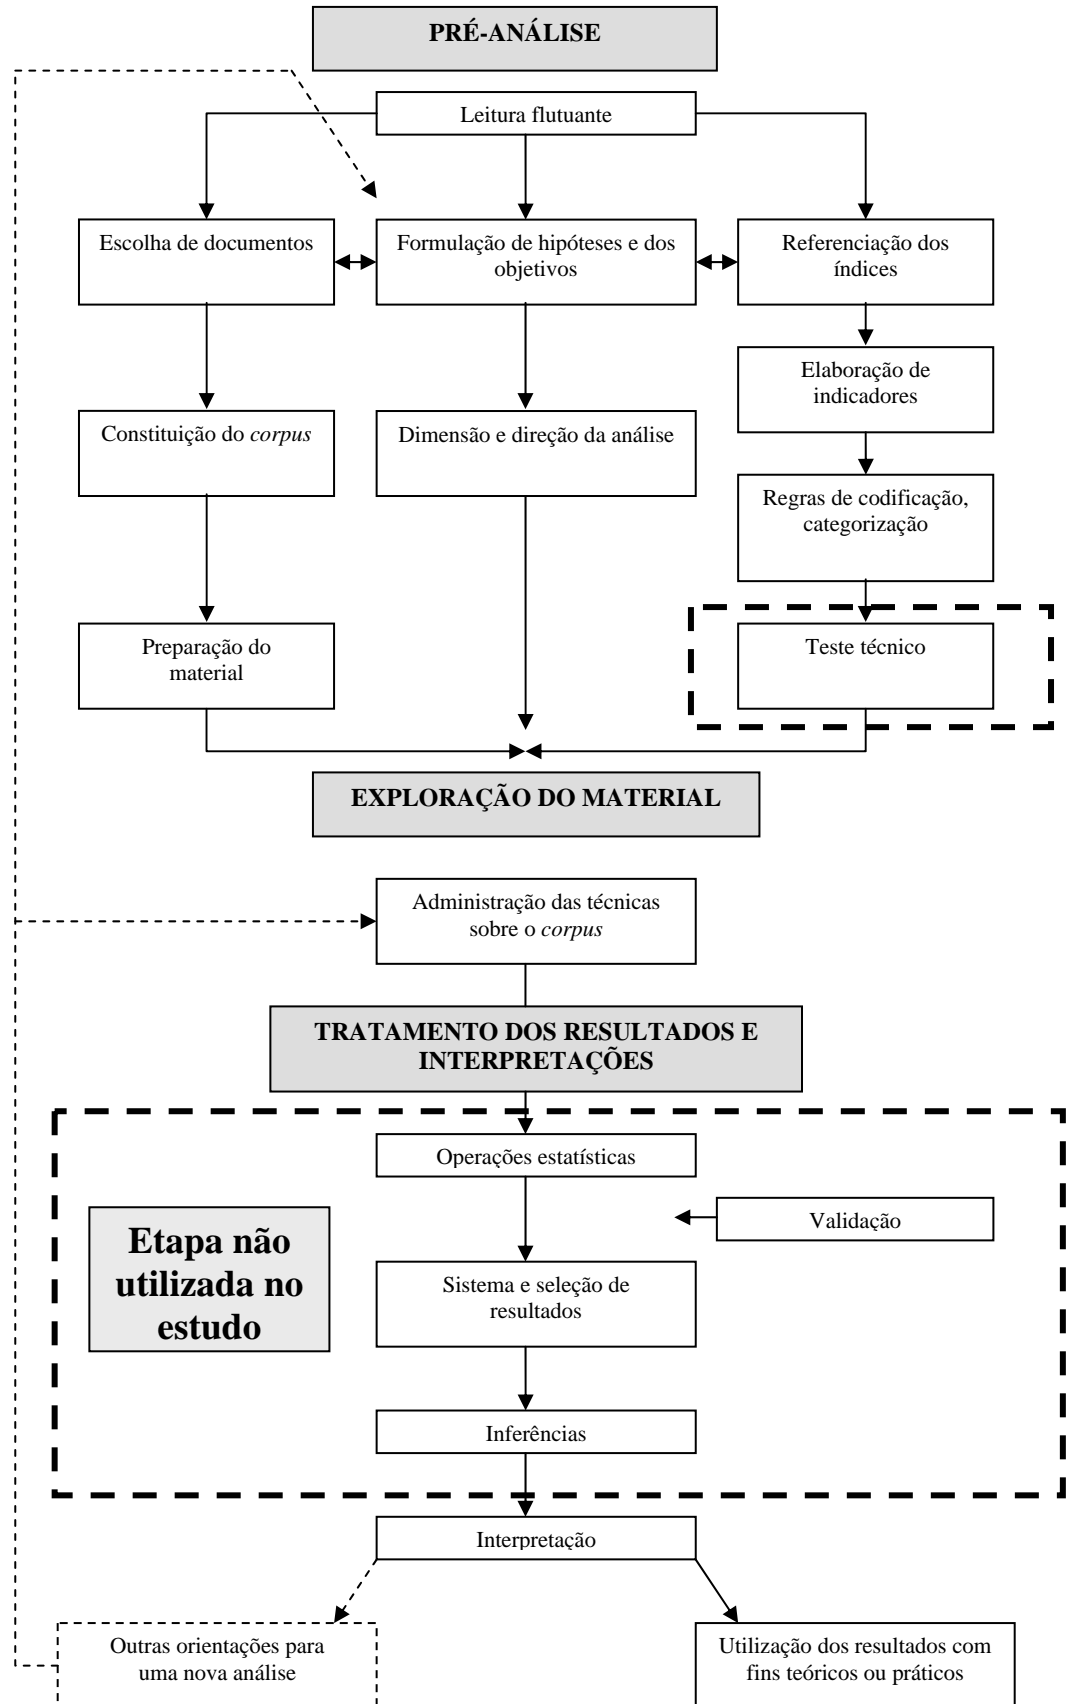 PRÉ-ANÁLISE
Leitura flutuante
Escolha de documentos
Formulação de hipóteses e dos
objetivos
Referenciação dos
índices
Elaboração de
indicadores
Constituição do corpus
Dimensão e direção da análise
Regras de codificação,
categorização
Preparação do
material
Teste técnico
EXPLORAÇÃO DO MATERIAL
Administração das técnicas
sobre o corpus
TRATAMENTO DOS RESULTADOS E
INTERPRETAÇÕES
Operações estatísticas
Validação
Etapa não
utilizada no
estudo
Sistema e seleção de
resultados
Inferências
Interpretação
Outras orientações para
uma nova análise
Utilização dos resultados com
fins teóricos ou práticos